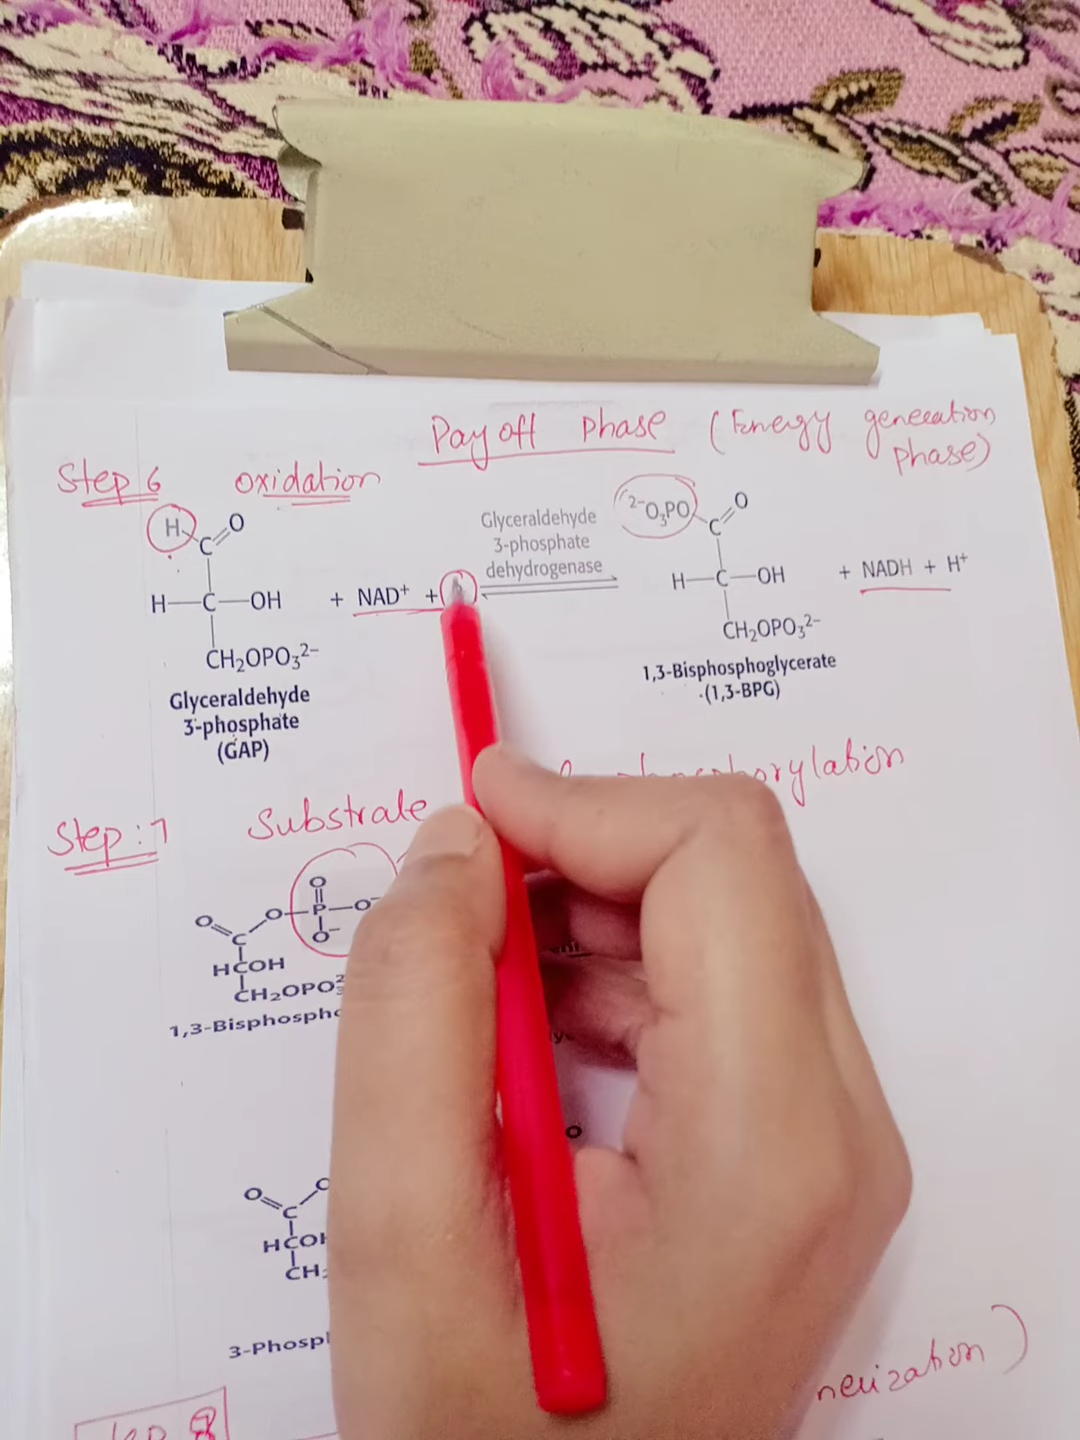 Pay off phase (Energy generation
phase)
Step 6 oxidation
H C O
H—C—OH
CH₂OPO₃²⁻
+ NAD⁺ +
Glyceraldehyde
3-phosphate
dehydrogenase
²⁻O₃PO C O
H—C—OH
CH₂OPO₃²⁻
+ NADH + H⁺
Glyceraldehyde
3-phosphate
(GAP)
1,3-Bisphosphoglycerate
(1,3-BPG)
Step:7 Substrate
O
O C O—P—O⁻
O⁻
HCOH
CH₂OPO
1,3-Bispho
O C
HCO
CH
3-Phosp
8